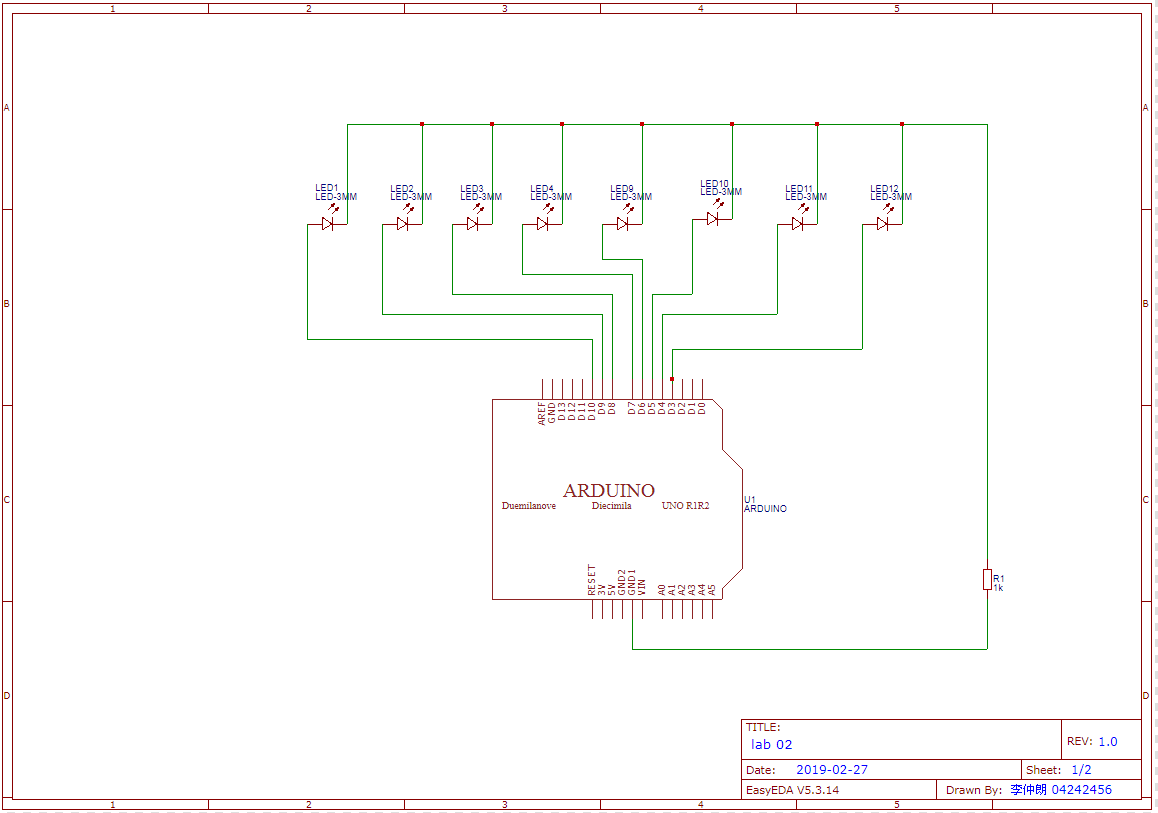 1 2 3 4 5
A A
LED1 LED2 LED3 LED4 LED9 LED10 LED11 LED12
LED-3MM LED-3MM LED-3MM LED-3MM LED-3MM LED-3MM LED-3MM LED-3MM
B B
AREF GND D13 D12 D11 D10 D9 D8 D7 D6 D5 D4 D3 D2 D1 D0
ARDUINO
Duemilanove Diecimila UNO R1R2
U1
ARDUINO
C C
RESET 3V 5V GND2 GND1 VIN A0 A1 A2 A3 A4 A5
R1
1k
D D
TITLE:
lab 02
REV: 1.0
Date: 2019-02-27
Sheet: 1/2
EasyEDA V5.3.14
Drawn By: 李仲朗 04242456
1 2 3 4 5